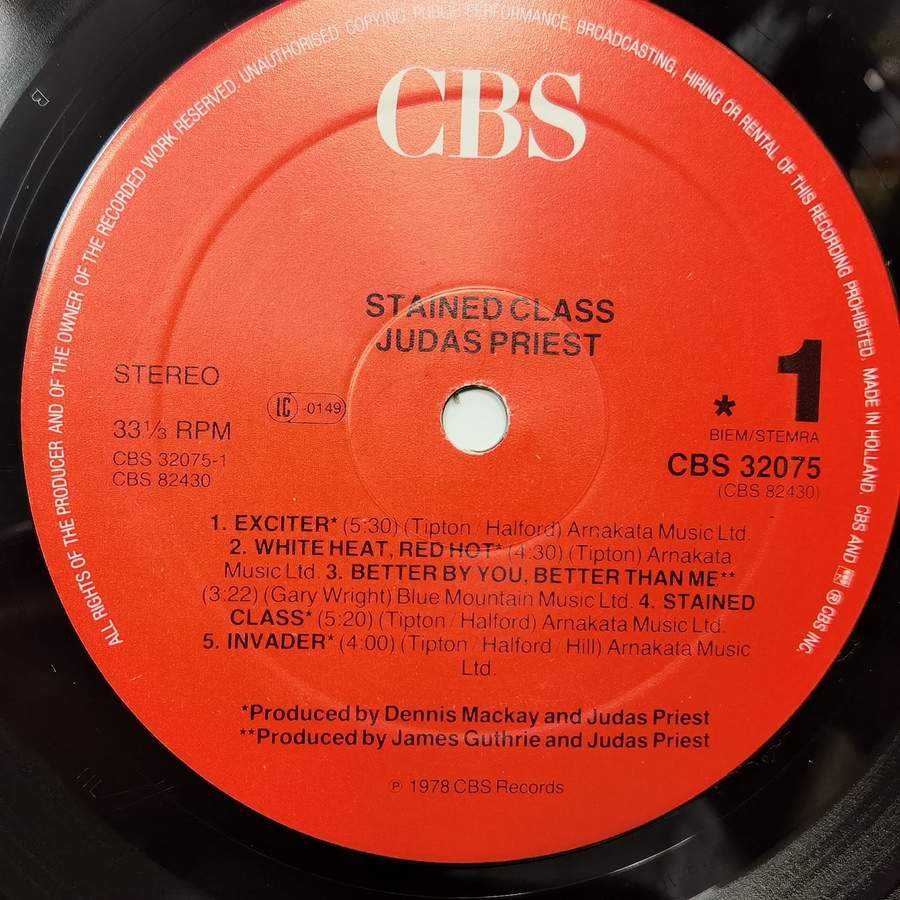 ALL RIGHTS OF THE PRODUCER AND OF THE OWNER OF THE RECORDED WORK RESERVED. UNAUTHORISED COPYING, PUBLIC PERFORMANCE, BROADCASTING, HIRING OR RENTAL OF THIS RECORDING PROHIBITED. MADE IN HOLLAND. CBS AND ® CBS INC.
CBS
STAINED CLASS
JUDAS PRIEST
STEREO
LC-0149
1
*
33⅓ RPM
BIEM/STEMRA
CBS 32075-1
CBS 32075
CBS 82430
(CBS 82430)
1. EXCITER* (5:30) (Tipton / Halford) Arnakata Music Ltd.
2. WHITE HEAT, RED HOT* (4:30) (Tipton) Arnakata
Music Ltd. 3. BETTER BY YOU, BETTER THAN ME**
(3:22) (Gary Wright) Blue Mountain Music Ltd. 4. STAINED
CLASS* (5:20) (Tipton / Halford) Arnakata Music Ltd.
5. INVADER* (4:00) (Tipton / Halford / Hill) Arnakata Music
Ltd.
*Produced by Dennis Mackay and Judas Priest
**Produced by James Guthrie and Judas Priest
℗ 1978 CBS Records